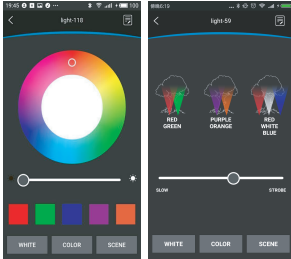 19:45
100
light-118
WHITE
COLOR
SCENE
light-59
RED
GREEN
PURPLE
ORANGE
RED
WHITE
BLUE
SLOW
STROBE
WHITE
COLOR
SCENE